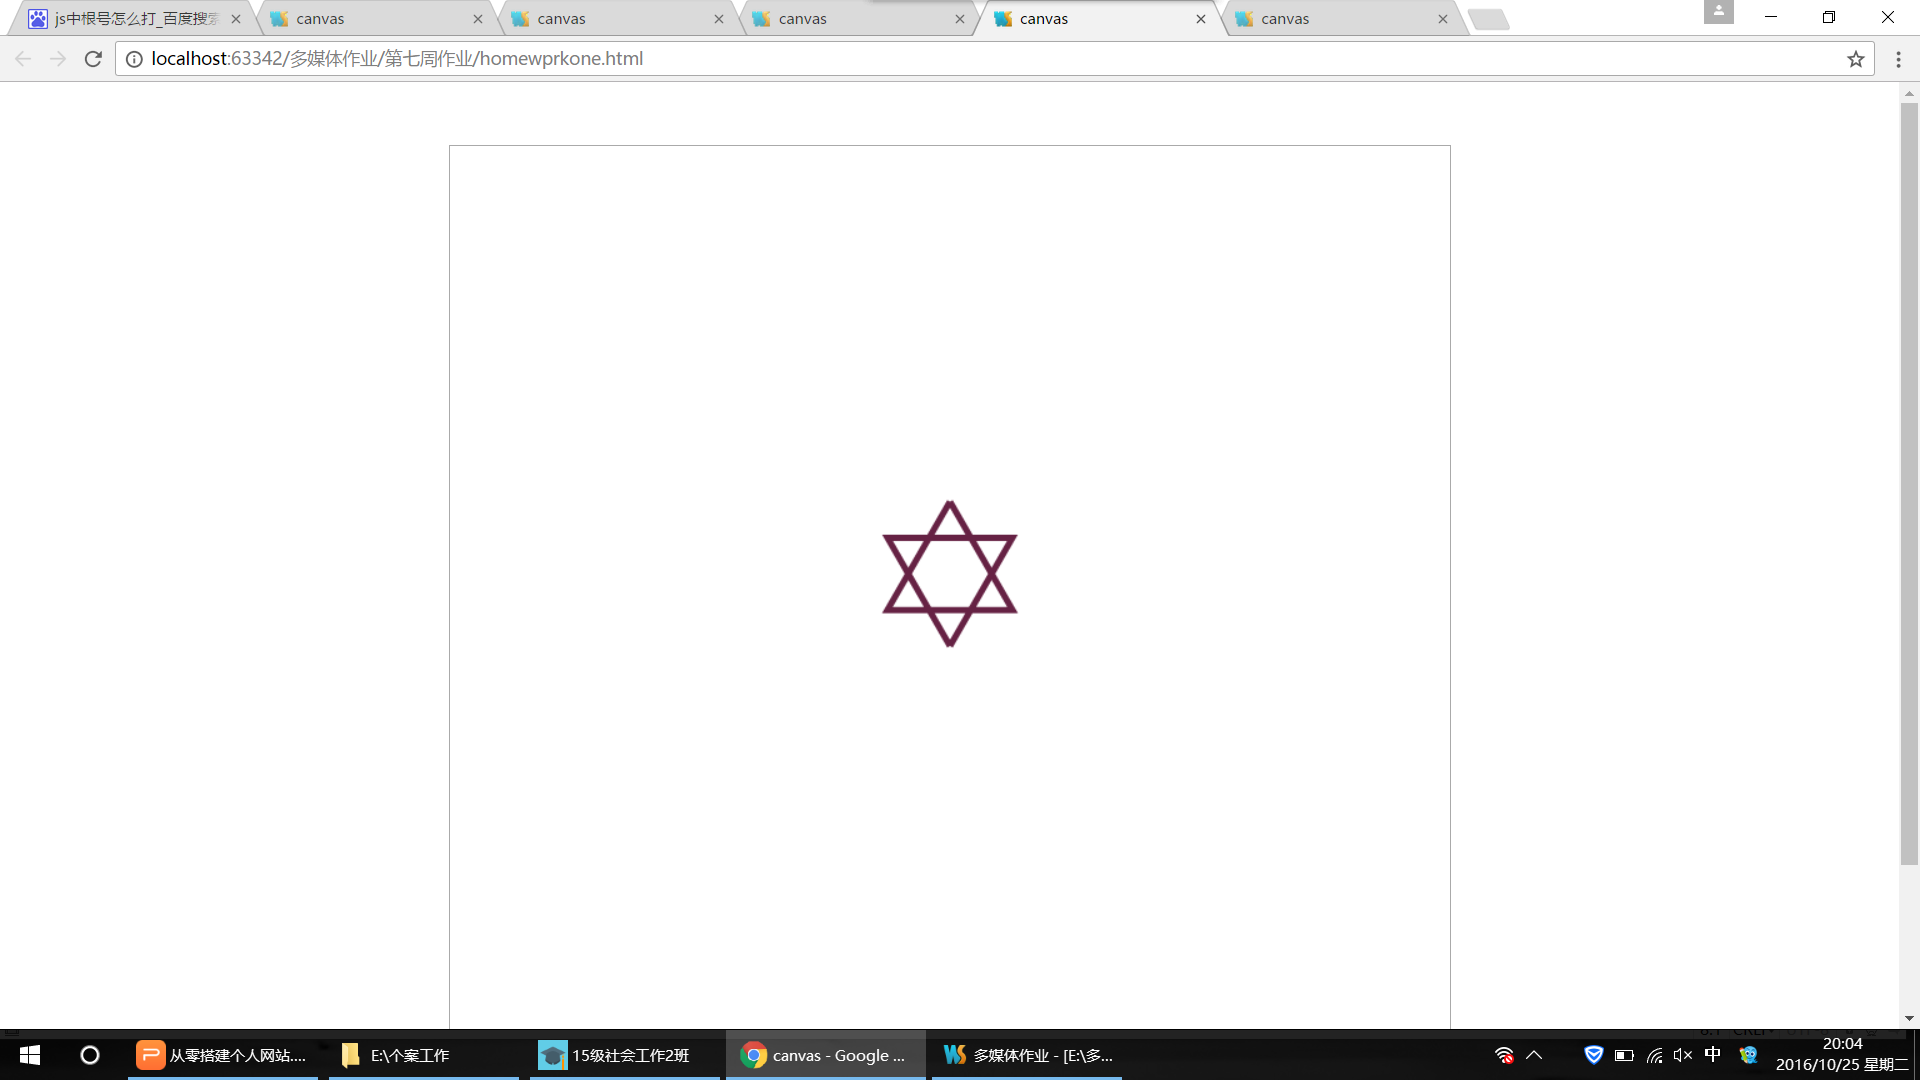 js中根号怎么打_百度搜索
canvas
canvas
canvas
canvas
canvas
localhost:63342/多媒体作业/第七周作业/homewprkone.html
从零搭建个人网站....
E:\个案工作
15级社会工作2班
canvas - Google ...
多媒体作业 - [E:\多...
中
20:04
2016/10/25 星期二